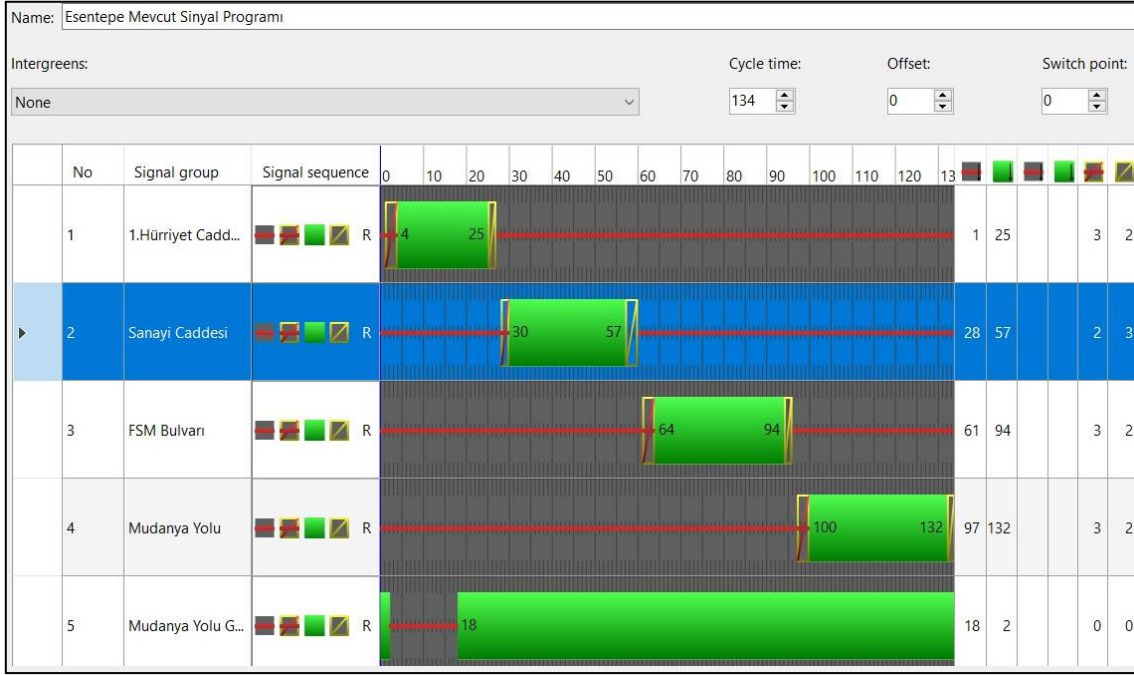 Name: Esentepe Mevcut Sinyal Programı
Intergreens: Cycle time: Offset: Switch point:
None 134 0 0
No Signal group Signal sequence 0 10 20 30 40 50 60 70 80 90 100 110 120 13
1 1.Hürriyet Cadd... R 4 25 1 25 3 2
2 Sanayi Caddesi R 30 57 28 57 2 3
3 FSM Bulvarı R 64 94 61 94 3 2
4 Mudanya Yolu R 100 132 97 132 3 2
5 Mudanya Yolu G... R 18 18 2 0 0